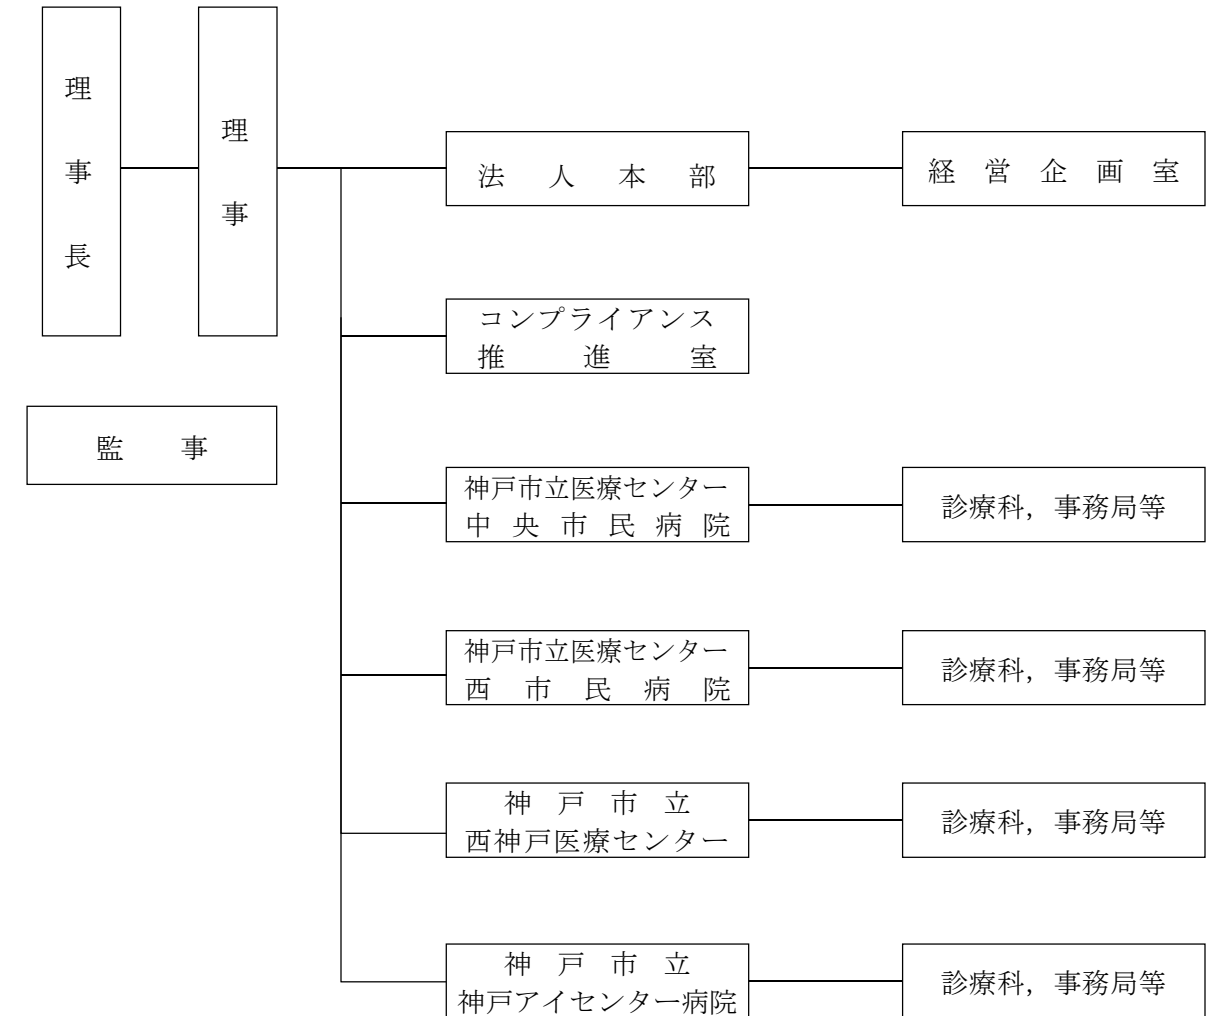 理事長
理事
法人本部
経営企画室
コンプライアンス
推進室
監事
神戸市立医療センター
中央市民病院
診療科，事務局等
神戸市立医療センター
西市民病院
診療科，事務局等
神戸市立
西神戸医療センター
診療科，事務局等
神戸市立
神戸アイセンター病院
診療科，事務局等